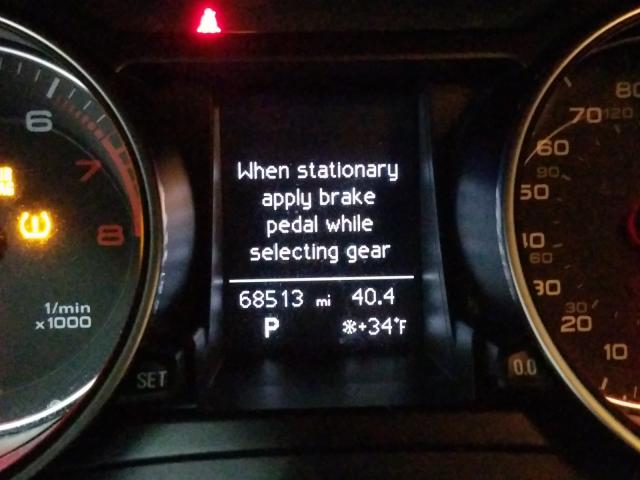 When stationary
apply brake
pedal while
selecting gear
68513 mi 40.4
P +34°F
6
7
8
1/min
x1000
SET
0.0
80
70 120
60
90
50
40
60
30
30
20
10